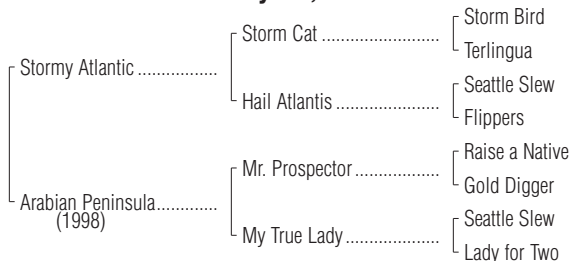 Storm Bird
Storm Cat ......................
Terlingua
Stormy Atlantic ...............
Seattle Slew
Hail Atlantis ....................
Flippers
Raise a Native
Mr. Prospector .................
Gold Digger
Arabian Peninsula.............
(1998)
Seattle Slew
My True Lady ..................
Lady for Two